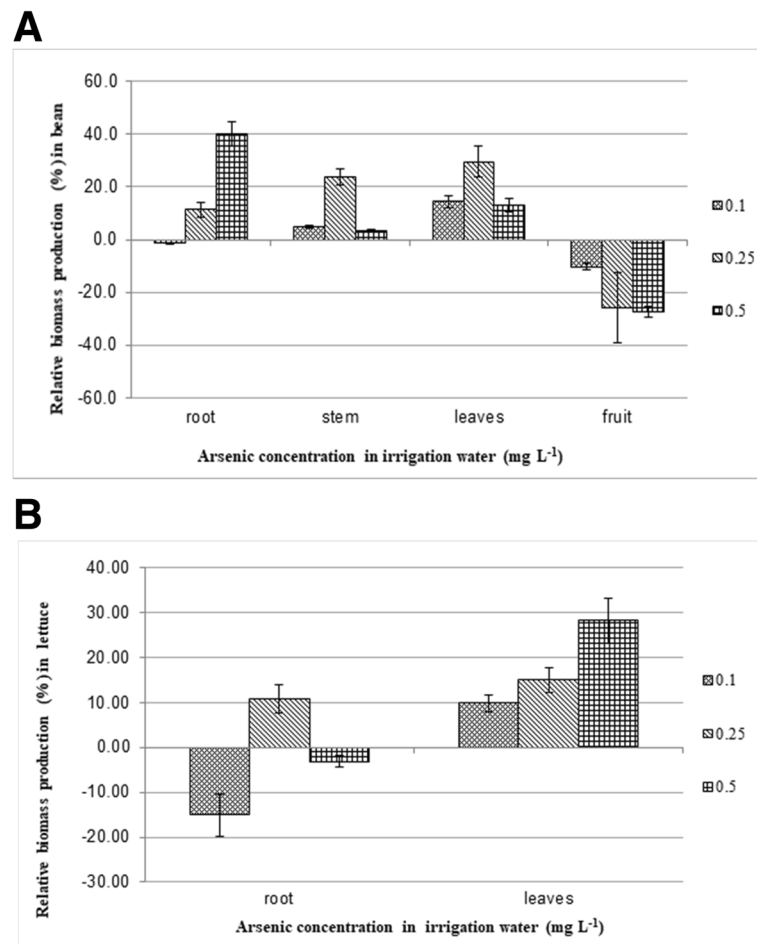 A
Relative biomass production (%) in bean
60.0
40.0
20.0
0.0
-20.0
-40.0
-60.0
root stem leaves fruit
Arsenic concentration in irrigation water (mg L-1)
0.1
0.25
0.5
B
Relative biomass production (%) in lettuce
40.00
30.00
20.00
10.00
0.00
-10.00
-20.00
-30.00
root leaves
Arsenic concentration in irrigation water (mg L-1)
0.1
0.25
0.5